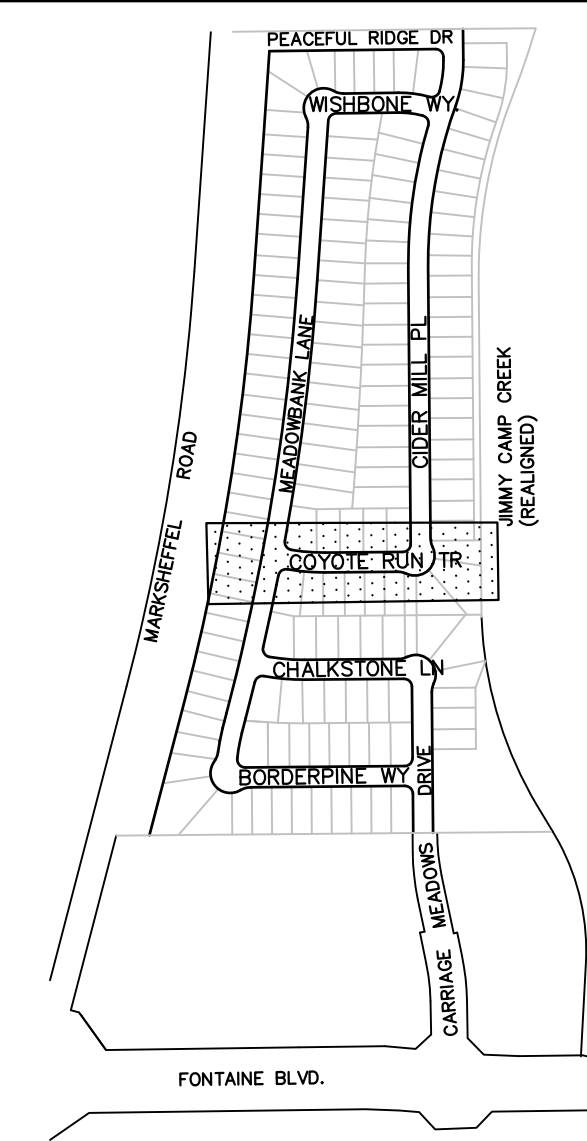 PEACEFUL RIDGE DR
WISHBONE WY.
MEADOWBANK LANE
CIDER MILL PL
JIMMY CAMP CREEK
(REALIGNED)
MARKSHEFFEL ROAD
COYOTE RUN TR
CHALKSTONE LN
BORDERPINE WY
CARRIAGE MEADOWS DRIVE
FONTAINE BLVD.